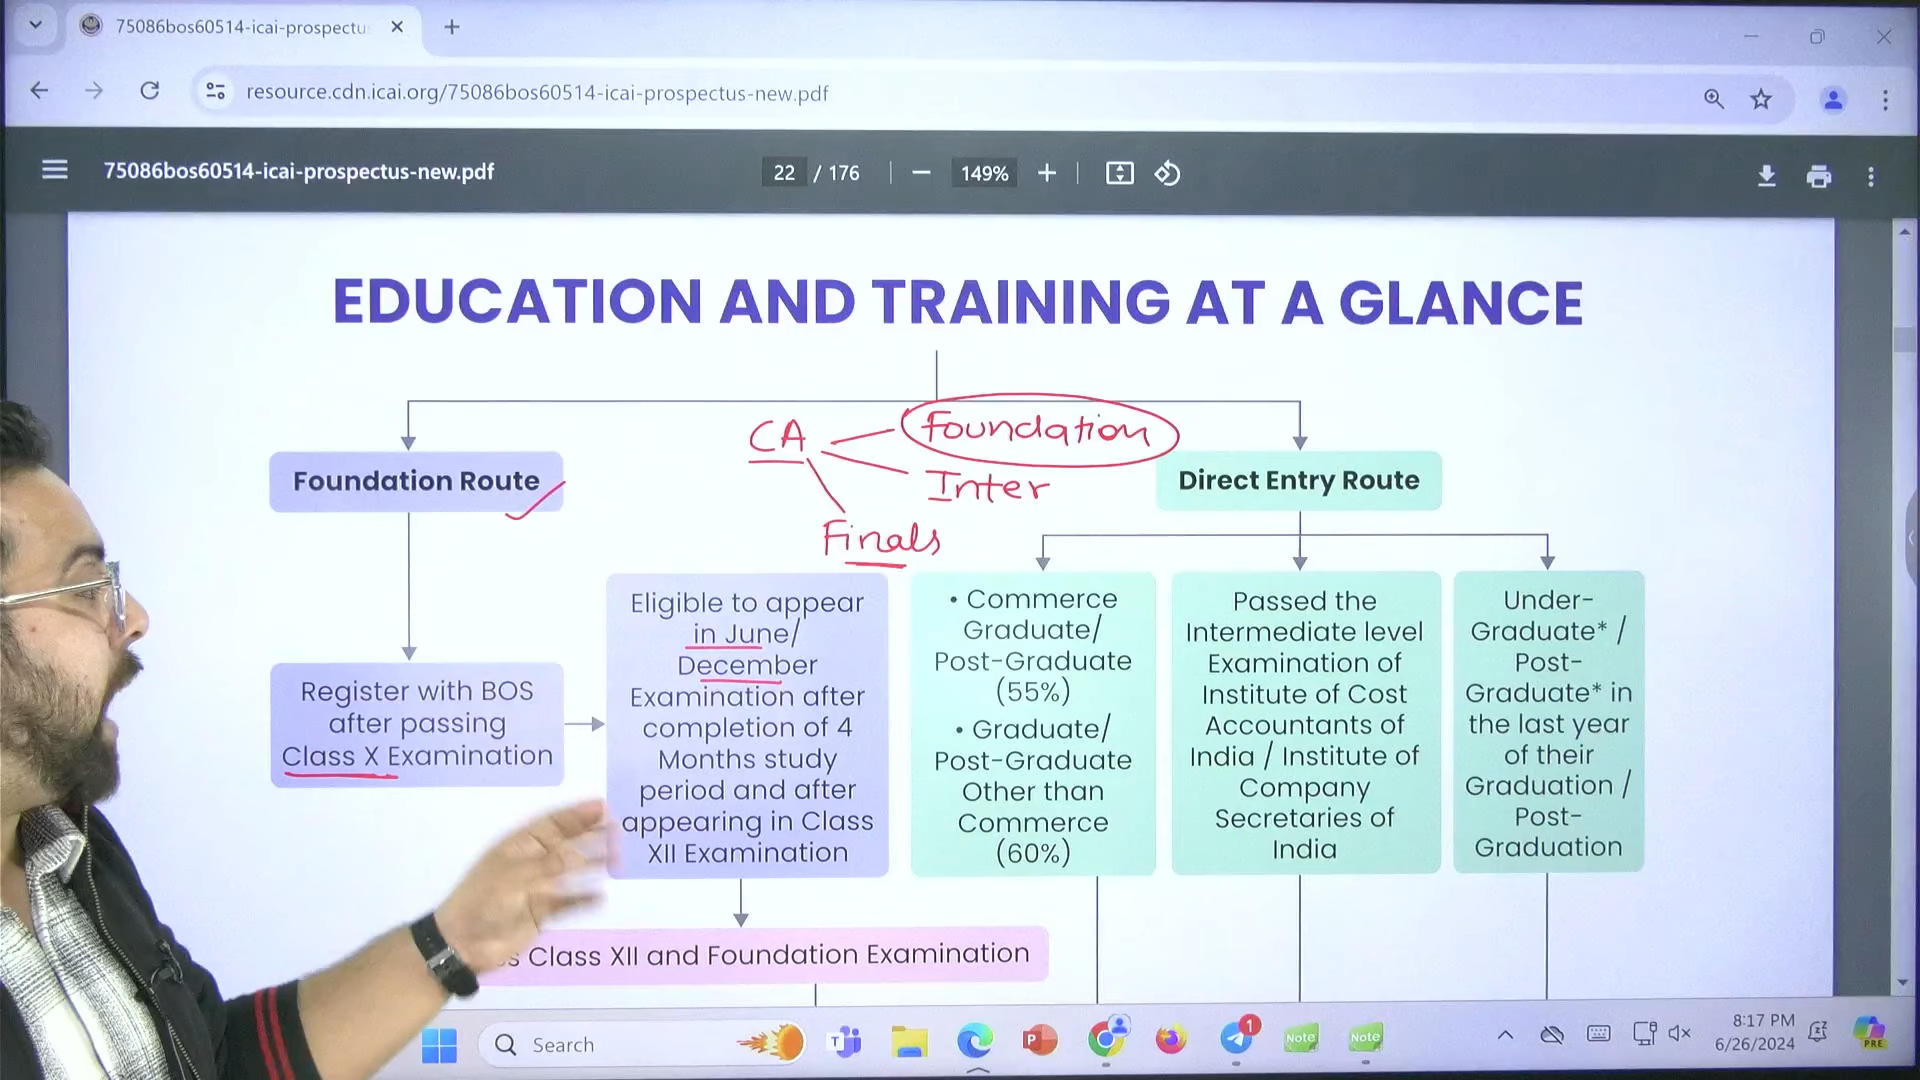 75086bos60514-icai-prospectu
resource.cdn.icai.org/75086bos60514-icai-prospectus-new.pdf
75086bos60514-icai-prospectus-new.pdf
22 / 176
149%
EDUCATION AND TRAINING AT A GLANCE
CA
Foundation
Inter
Finals
Foundation Route
Register with BOS
after passing
Class X Examination
Eligible to appear
in June/
December
Examination after
completion of 4
Months study
period and after
appearing in Class
XII Examination
Class XII and Foundation Examination
Direct Entry Route
• Commerce
Graduate/
Post-Graduate
(55%)
• Graduate/
Post-Graduate
Other than
Commerce
(60%)
Passed the
Intermediate level
Examination of
Institute of Cost
Accountants of
India / Institute of
Company
Secretaries of
India
Under-
Graduate* /
Post-
Graduate* in
the last year
of their
Graduation /
Post-
Graduation
Search
T
P
1
Note
Note
8:17 PM
6/26/2024
PRE